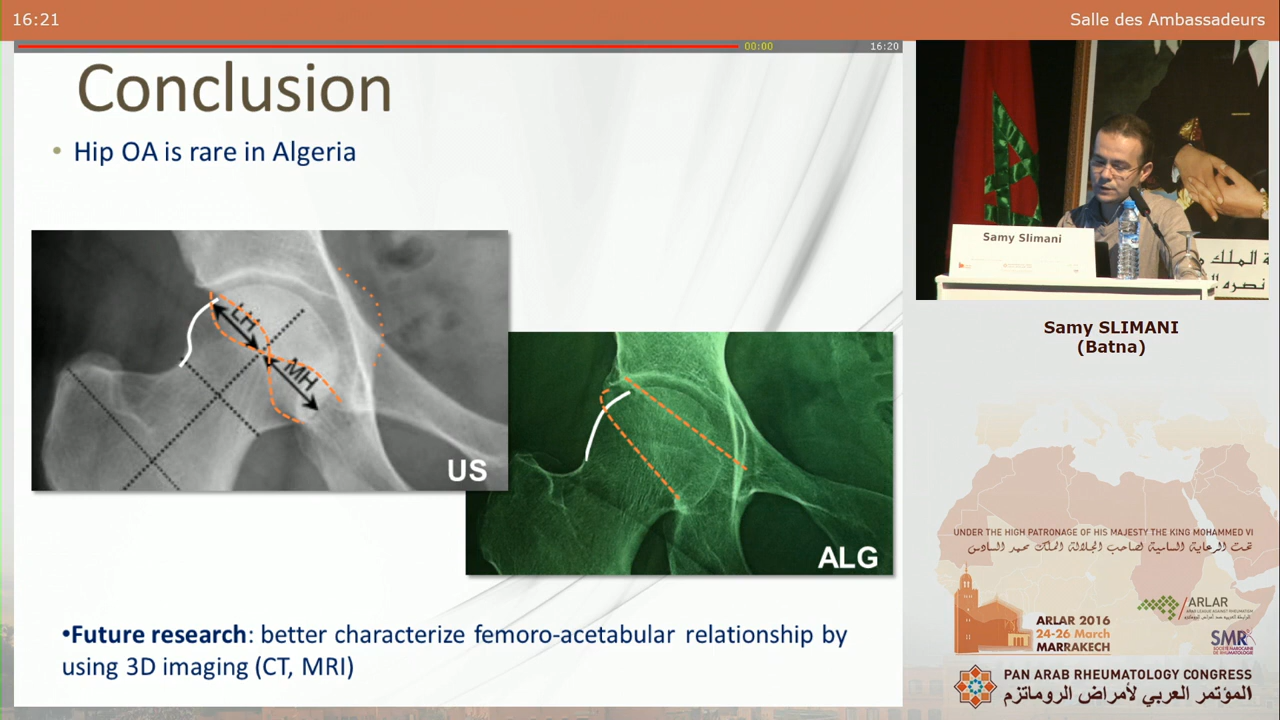 16:21
Salle des Ambassadeurs
00:00
16:20
Conclusion
• Hip OA is rare in Algeria
LH
MH
US
ALG
•Future research: better characterize femoro-acetabular relationship by
using 3D imaging (CT, MRI)
Samy Slimani
Samy SLIMANI
(Batna)
UNDER THE HIGH PATRONAGE OF HIS MAJESTY THE KING MOHAMMED VI
تحت الرعاية السامية لصاحب الجلالة الملك محمد السادس
ARLAR
ARLAR 2016
24-26 March
MARRAKECH
SMR
PAN ARAB RHEUMATOLOGY CONGRESS
المؤتمر العربي لأمراض الروماتزم